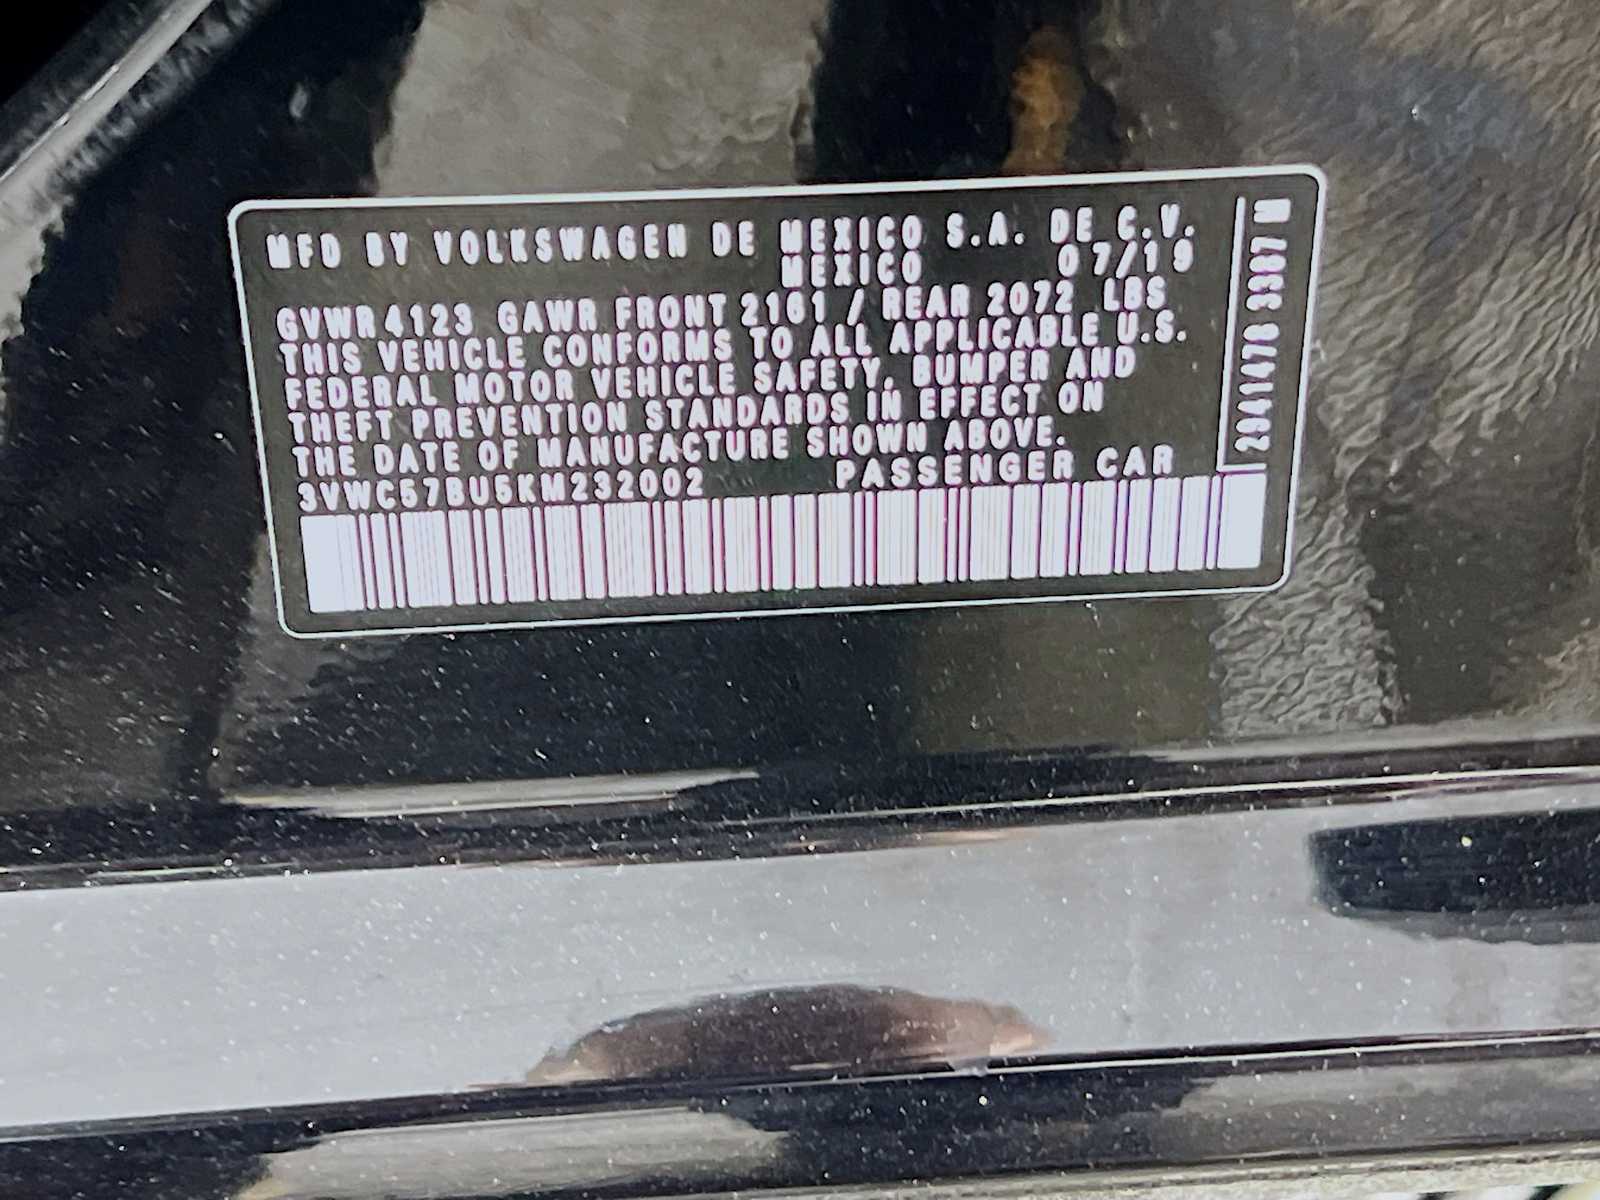 MFD BY VOLKSWAGEN DE MEXICO S.A. DE C.V.
MEXICO 07/19
GVWR 4123 GAWR FRONT 2161 / REAR 2072 LBS
THIS VEHICLE CONFORMS TO ALL APPLICABLE U.S.
FEDERAL MOTOR VEHICLE SAFETY, BUMPER AND
THEFT PREVENTION STANDARDS IN EFFECT ON
THE DATE OF MANUFACTURE SHOWN ABOVE.
3VWC57BU5KM232002 PASSENGER CAR